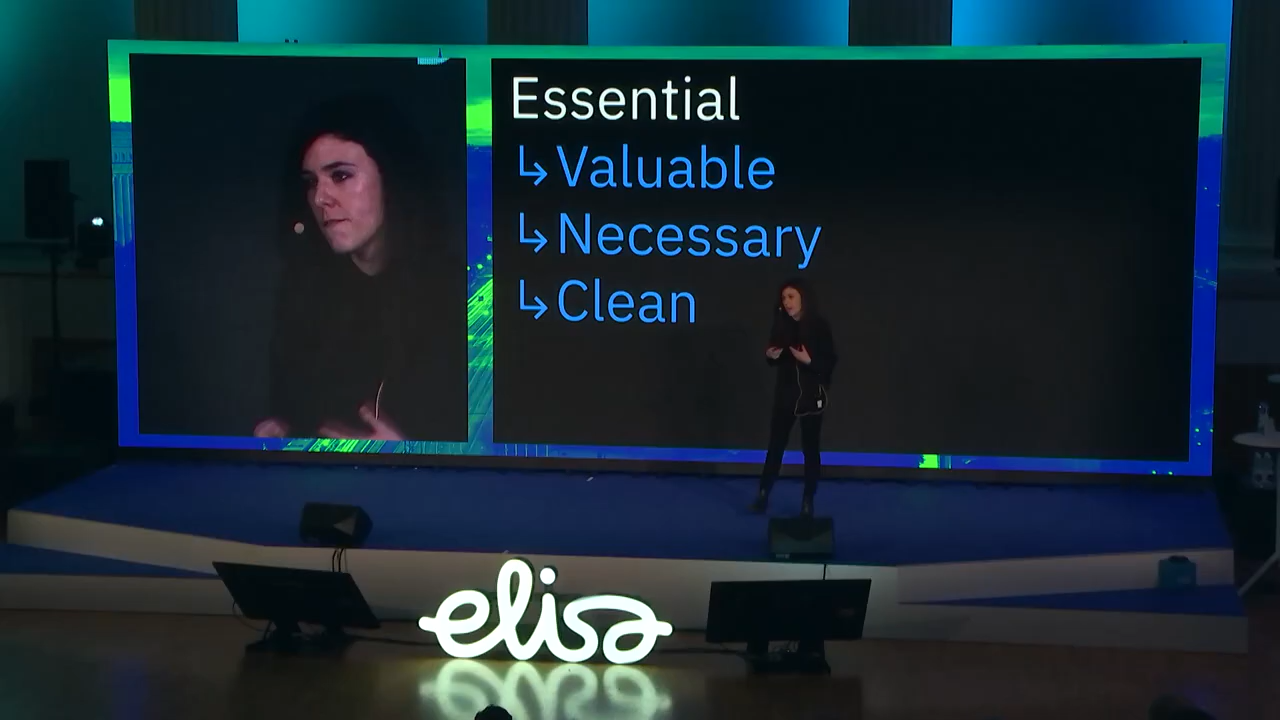 Essential
↳ Valuable
↳ Necessary
↳ Clean
elisa